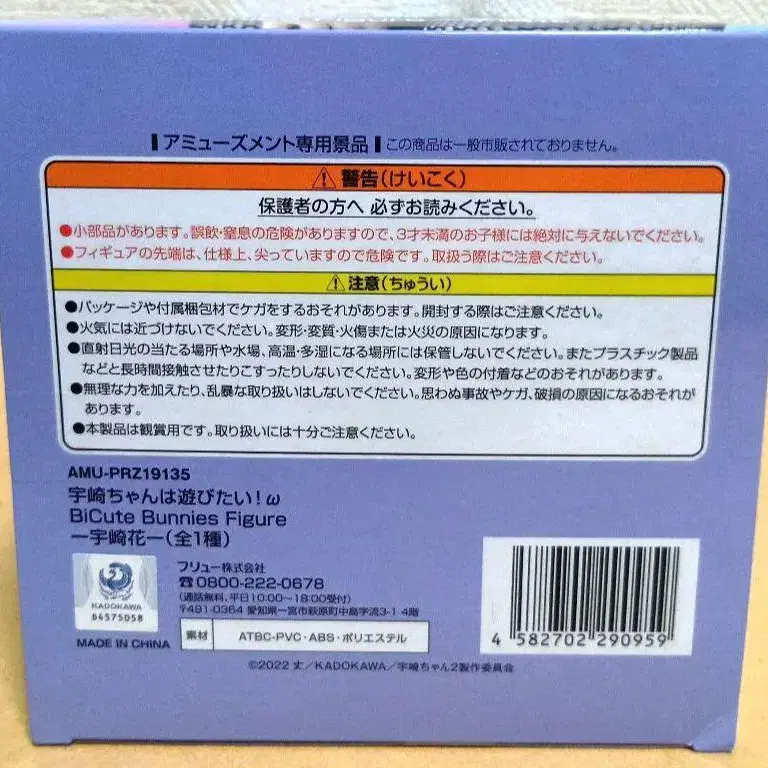 アミューズメント専用景品 この商品は一般市販されておりません。
⚠警告(けいこく)
保護者の方へ 必ずお読みください。
●小部品があります。誤飲・窒息の危険がありますので、3才未満のお子様には絶対に与えないでください。
●フィギュアの先端は、仕様上、尖っていますので危険です。取扱う際はご注意ください。
⚠注意(ちゅうい)
●パッケージや付属梱包材でケガをするおそれがあります。開封する際はご注意ください。
●火気には近づけないでください。変形・変質・火傷または火災の原因になります。
●直射日光の当たる場所や水場、高温・多湿になる場所には保管しないでください。またプラスチック製品
などと長時間接触させたりこすったりしないでください。変形や色の付着などのおそれがあります。
●無理な力を加えたり、乱暴な取り扱いはしないでください。思わぬ事故やケガ、破損の原因になるおそれが
あります。
●本製品は観賞用です。取り扱いには十分ご注意ください。
AMU-PRZ19135
宇崎ちゃんは遊びたい!ω
BiCute Bunnies Figure
ー宇崎花ー(全1種)
フリュー株式会社
☎0800-222-0678
(通話無料、平日10:00~18:00受付)
〒491-0364 愛知県一宮市萩原町中島字流3-1 4階
KADOKAWA
B4575058
MADE IN CHINA
素材 ATBC-PVC・ABS・ポリエステル
4 582702 290959
©2022 丈/KADOKAWA/宇崎ちゃん2製作委員会